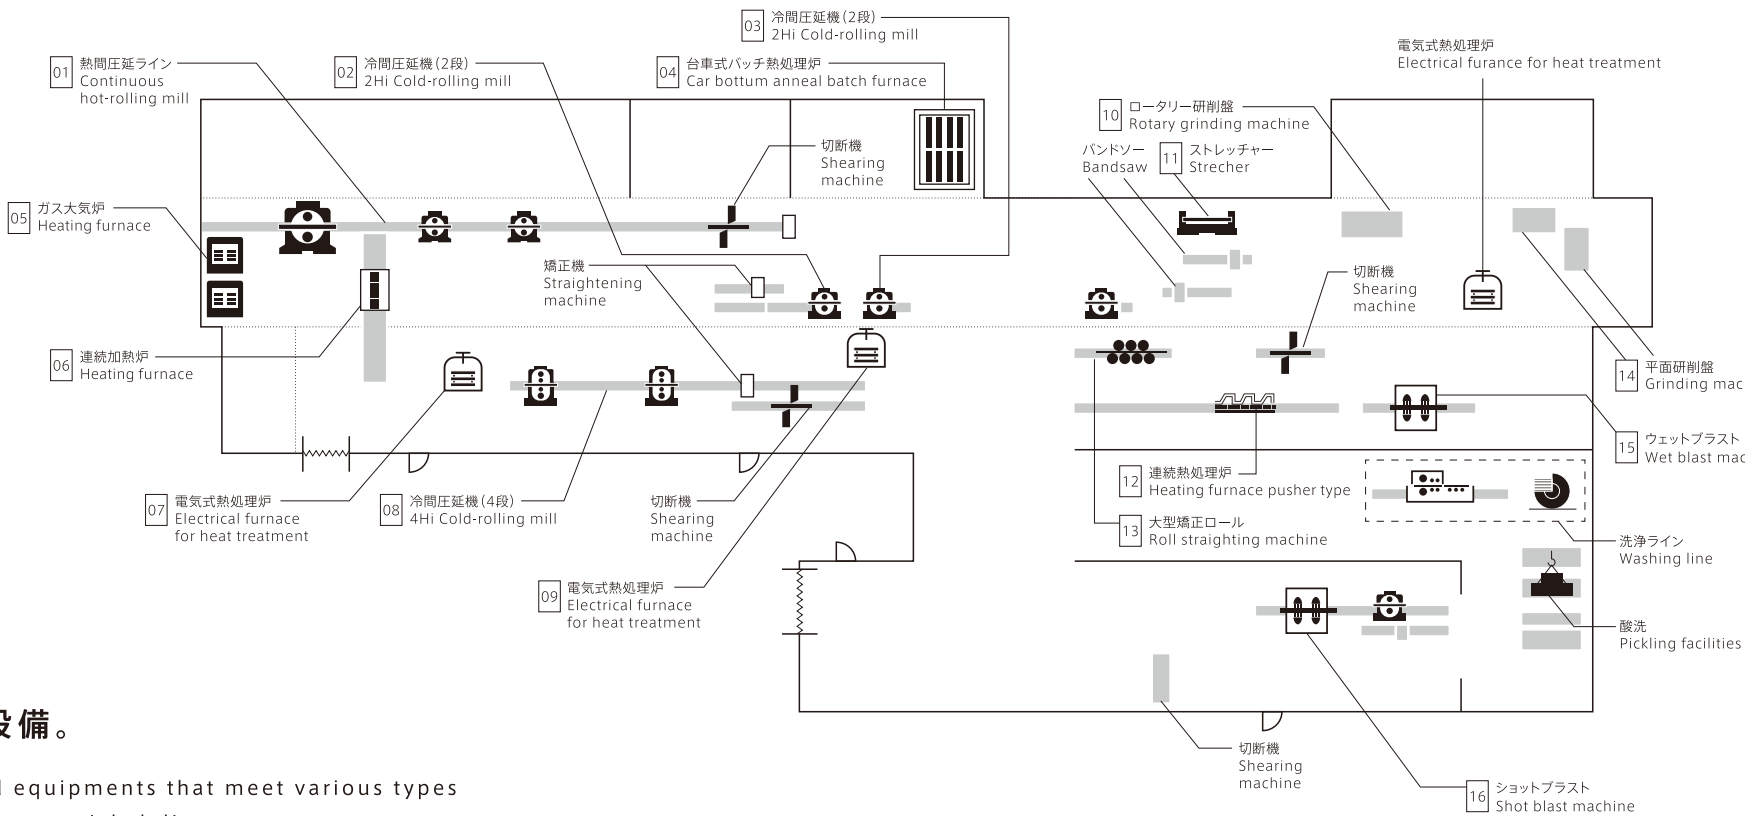 03 冷間圧延機(2段)
2Hi Cold-rolling mill
01 熱間圧延ライン
Continuous
hot-rolling mill
02 冷間圧延機(2段)
2Hi Cold-rolling mill
04 台車式バッチ熱処理炉
Car bottum anneal batch furnace
電気式熱処理炉
Electrical furance for heat treatment
10 ロータリー研削盤
Rotary grinding machine
バンドソー
Bandsaw
11 ストレッチャー
Strecher
切断機
Shearing
machine
05 ガス大気炉
Heating furnace
矯正機
Straightening
machine
切断機
Shearing
machine
06 連続加熱炉
Heating furnace
14 平面研削盤
Grinding mac
15 ウェットブラスト
Wet blast mac
12 連続熱処理炉
Heating furnace pusher type
13 大型矯正ロール
Roll straighting machine
07 電気式熱処理炉
Electrical furnace
for heat treatment
08 冷間圧延機(4段)
4Hi Cold-rolling mill
切断機
Shearing
machine
洗浄ライン
Washing line
09 電気式熱処理炉
Electrical furnace
for heat treatment
酸洗
Pickling facilities
設備。
切断機
Shearing
machine
equipments that meet various types
16 ショットブラスト
Shot blast machine